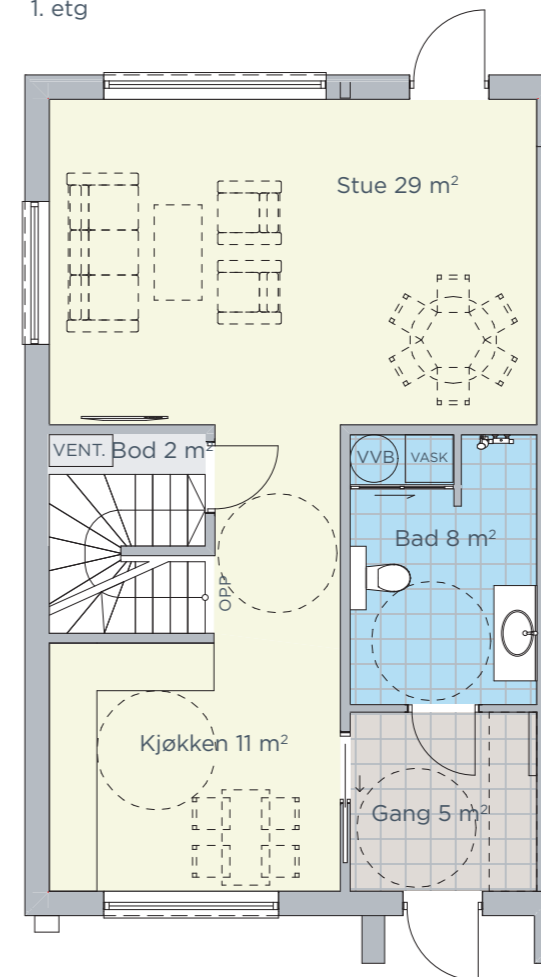 1. etg
Stue 29 m²
VENT. Bod 2 m²
VVB VASK
Bad 8 m²
OPP
Kjøkken 11 m²
Gang 5 m²